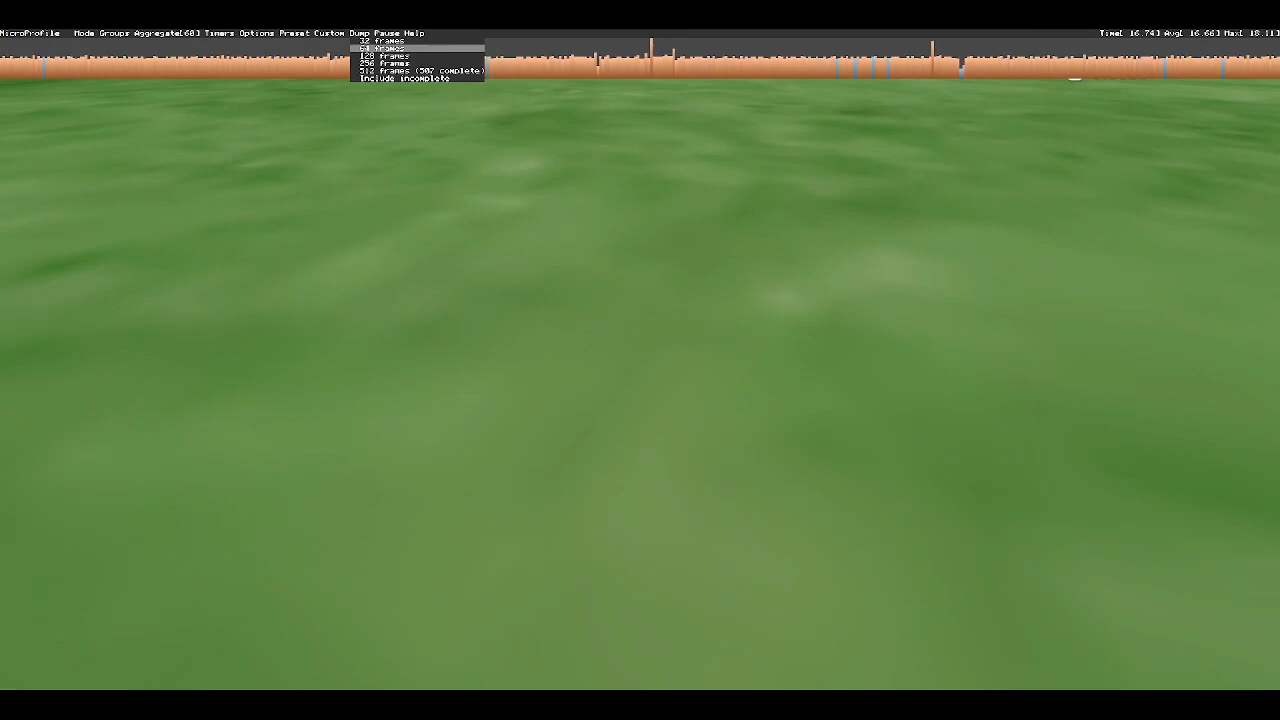 MicroProfile Mode Groups Aggregate[60] Timers Options Preset Custom Dump Pause Help Time[ 16.74] Avg[ 16.66] Max[ 18.11]
32 frames
64 frames
128 frames
256 frames
512 frames (507 complete)
Include incomplete